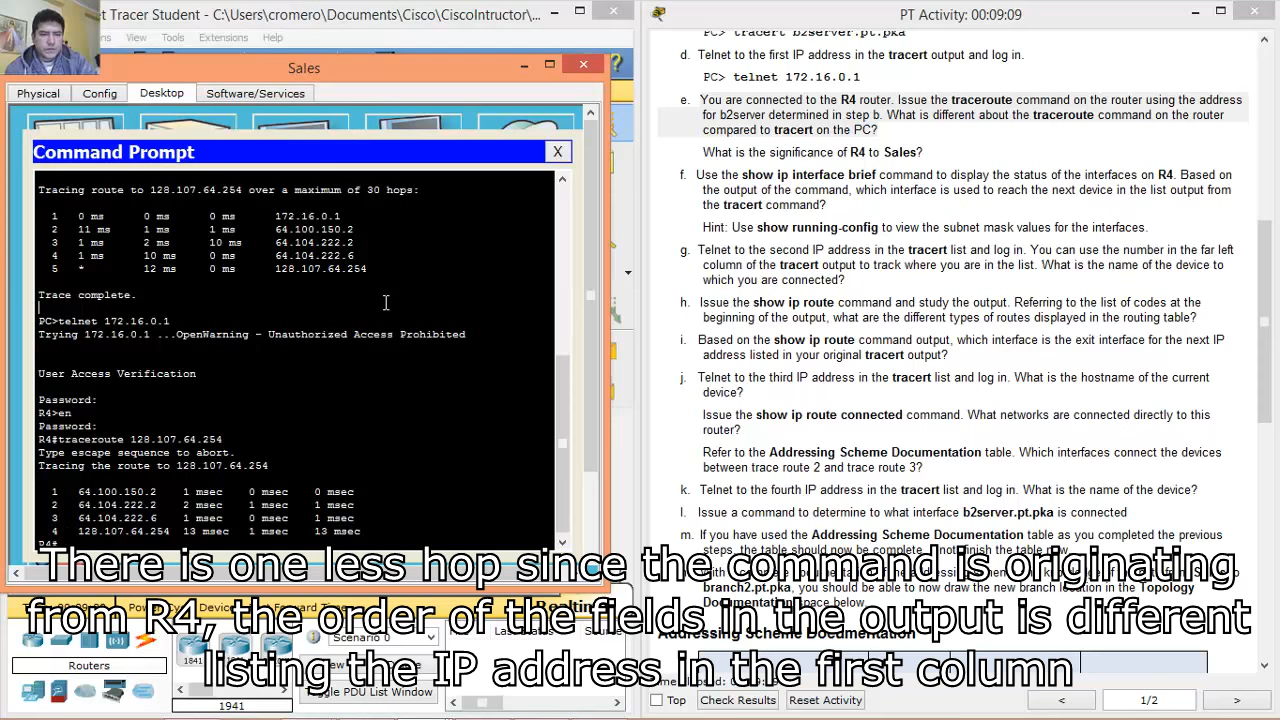 et Tracer Student - C:\Users\cromero\Documents\Cisco\CiscoIntructor\...
View Tools Extensions Help
Sales
Physical Config Desktop Software/Services
Command Prompt X
Tracing route to 128.107.64.254 over a maximum of 30 hops:
1 0 ms 0 ms 0 ms 172.16.0.1
2 11 ms 1 ms 1 ms 64.100.150.2
3 1 ms 2 ms 10 ms 64.104.222.2
4 1 ms 10 ms 0 ms 64.104.222.6
5 * 12 ms 0 ms 128.107.64.254
Trace complete.
PC>telnet 172.16.0.1
Trying 172.16.0.1 ...OpenWarning - Unauthorized Access Prohibited
User Access Verification
Password:
R4>en
Password:
R4#traceroute 128.107.64.254
Type escape sequence to abort.
Tracing the route to 128.107.64.254
1 64.100.150.2 1 msec 0 msec 0 msec
2 64.104.222.2 2 msec 1 msec 1 msec
3 64.104.222.6 1 msec 0 msec 1 msec
4 128.107.64.254 13 msec 1 msec 13 msec
R4#
Routers
1841
1941
Scenario 0
Toggle PDU List Window
PT Activity: 00:09:09
PC> tracert b2server.pt.pka
d. Telnet to the first IP address in the tracert output and log in.
PC> telnet 172.16.0.1
e. You are connected to the R4 router. Issue the traceroute command on the router using the address
for b2server determined in step b. What is different about the traceroute command on the router
compared to tracert on the PC?
What is the significance of R4 to Sales?
f. Use the show ip interface brief command to display the status of the interfaces on R4. Based on
the output of the command, which interface is used to reach the next device in the list output from
the tracert command?
Hint: Use show running-config to view the subnet mask values for the interfaces.
g. Telnet to the second IP address in the tracert list and log in. You can use the number in the far left
column of the tracert output to track where you are in the list. What is the name of the device to
which you are connected?
h. Issue the show ip route command and study the output. Referring to the list of codes at the
beginning of the output, what are the different types of routes displayed in the routing table?
i. Based on the show ip route command output, which interface is the exit interface for the next IP
address listed in your original tracert output?
j. Telnet to the third IP address in the tracert list and log in. What is the hostname of the current
device?
Issue the show ip route connected command. What networks are connected directly to this
router?
Refer to the Addressing Scheme Documentation table. Which interfaces connect the devices
between trace route 2 and trace route 3?
k. Telnet to the fourth IP address in the tracert list and log in. What is the name of the device?
l. Issue a command to determine to what interface b2server.pt.pka is connected
m. If you have used the Addressing Scheme Documentation table as you completed the previous
steps, the table should now be complete. If not, finish the table now
Top Check Results Reset Activity < 1/2 >
There is one less hop since the command is originating
from R4, the order of the fields in the output is different
listing the IP address in the first column